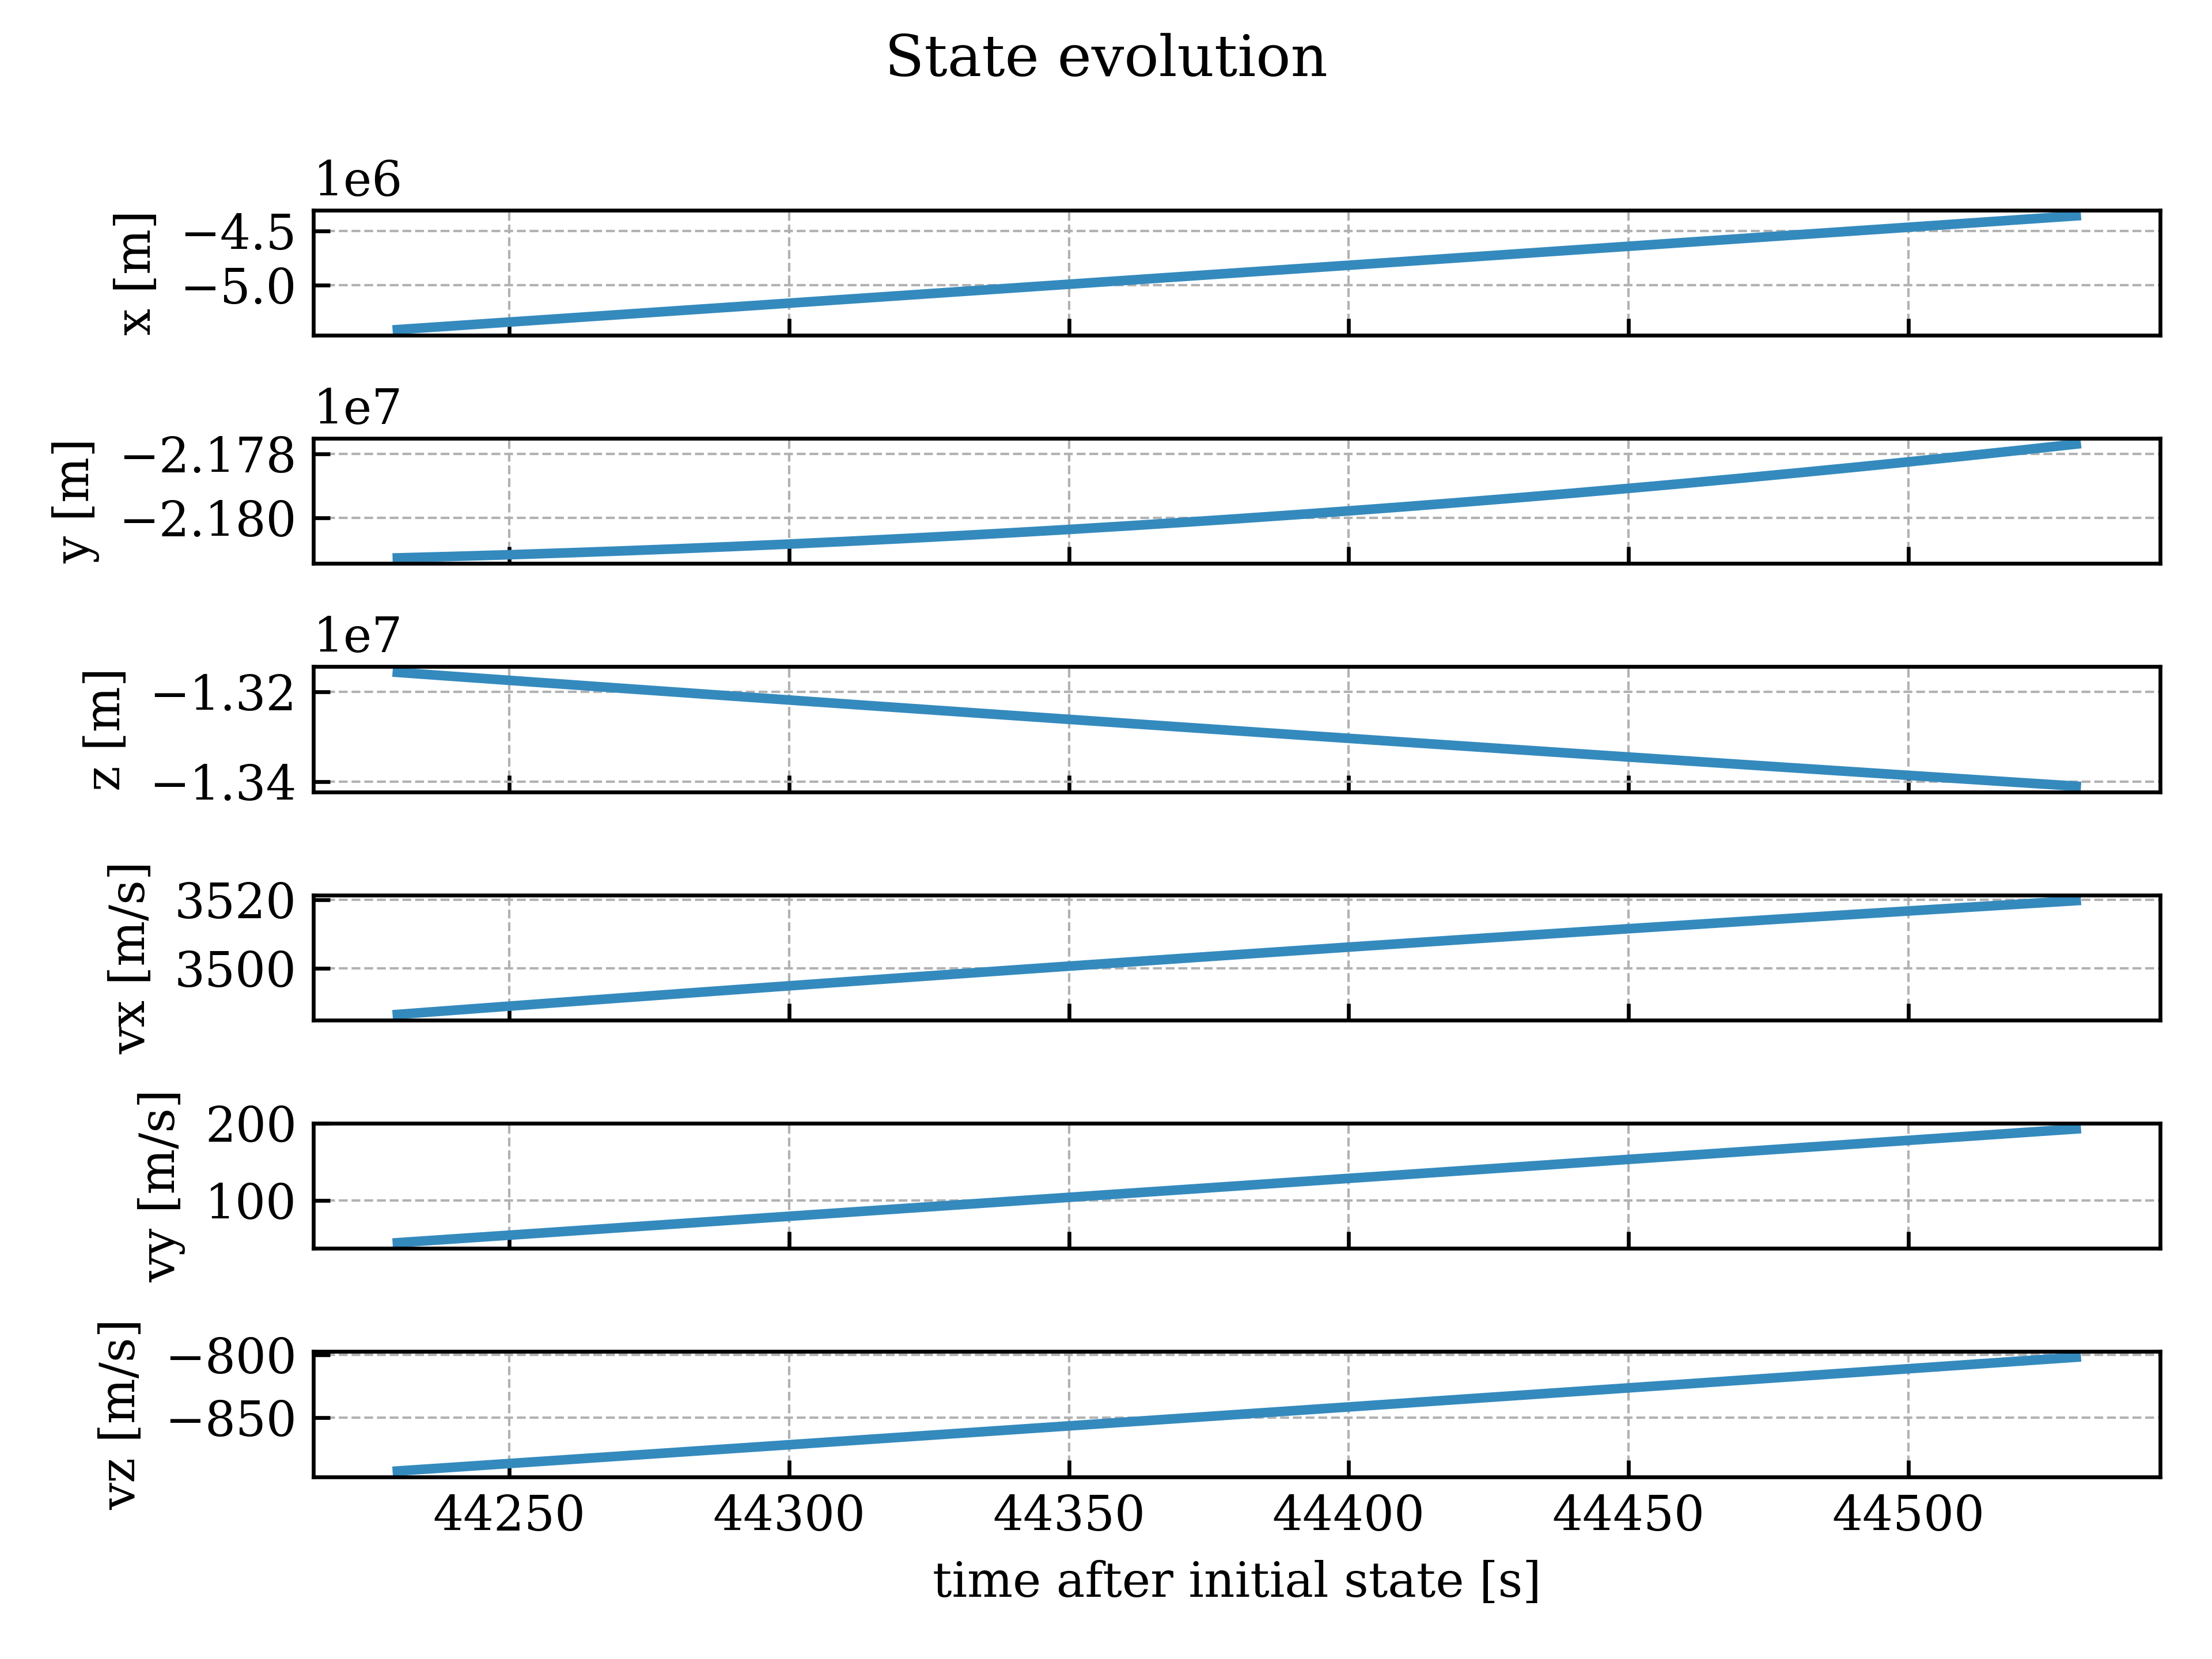 State evolution
1e6
x [m]
−4.5
−5.0
1e7
y [m]
−2.178
−2.180
1e7
z [m]
−1.32
−1.34
vx [m/s]
3520
3500
vy [m/s]
200
100
vz [m/s]
−800
−850
44250 44300 44350 44400 44450 44500
time after initial state [s]